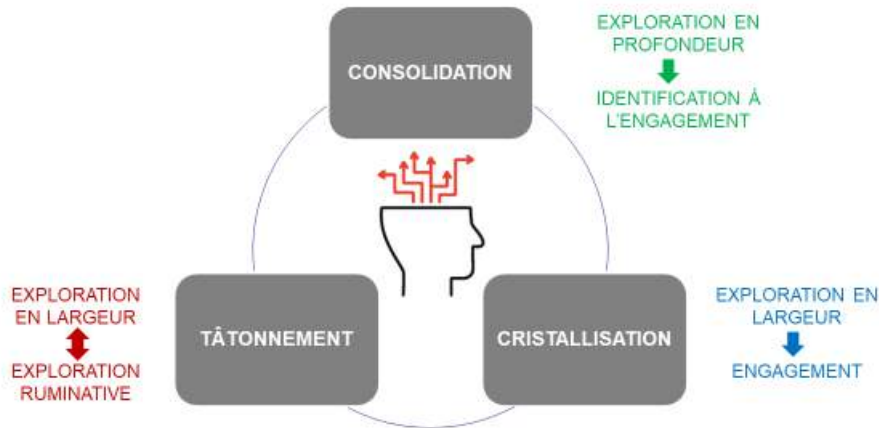 CONSOLIDATION
EXPLORATION EN
PROFONDEUR
IDENTIFICATION À
L'ENGAGEMENT
EXPLORATION
EN LARGEUR
EXPLORATION
RUMINATIVE
TÂTONNEMENT
CRISTALLISATION
EXPLORATION EN
LARGEUR
ENGAGEMENT